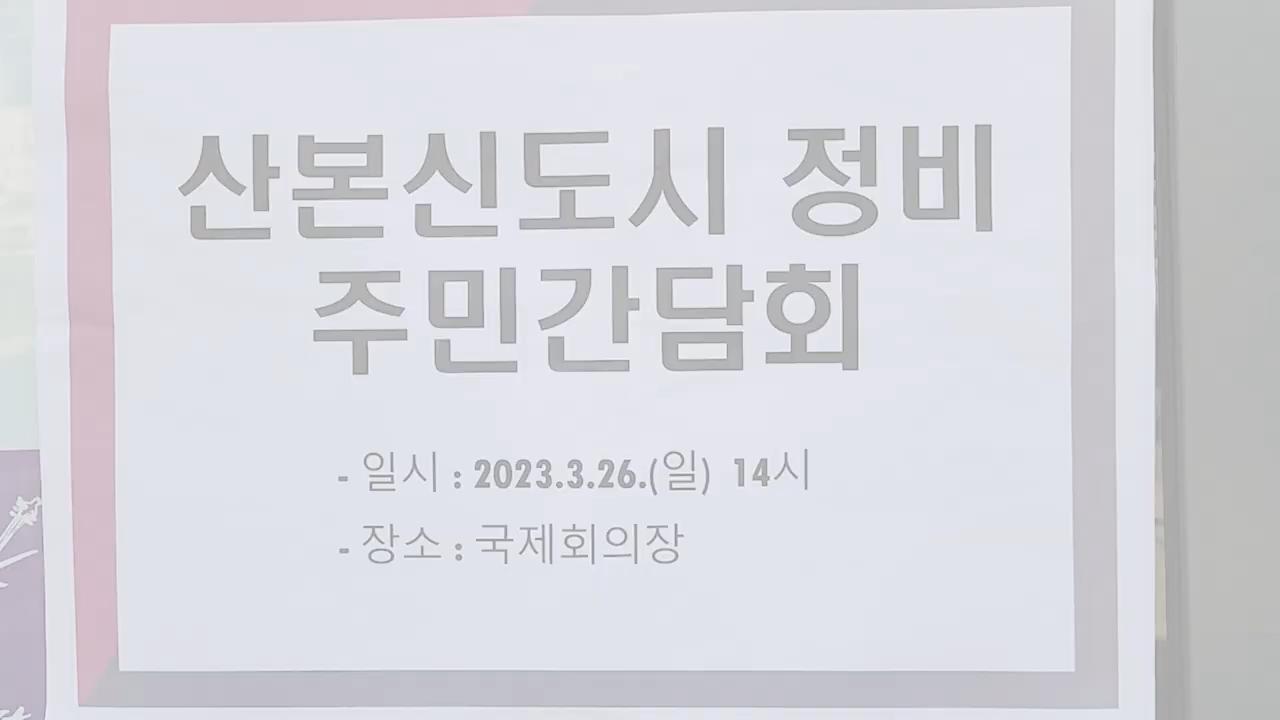 산본신도시 정비
주민간담회
- 일시 : 2023.3.26.(일) 14시
- 장소 : 국제회의장